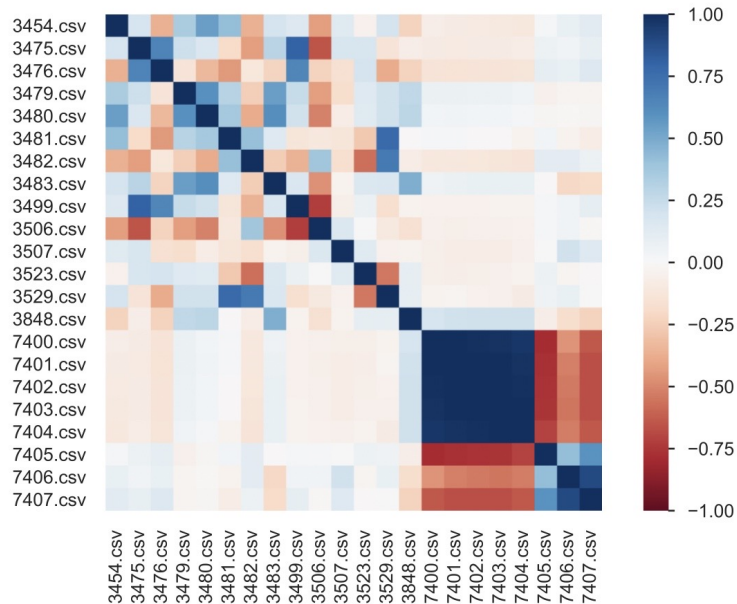 3454.csv
3475.csv
3476.csv
3479.csv
3480.csv
3481.csv
3482.csv
3483.csv
3499.csv
3506.csv
3507.csv
3523.csv
3529.csv
3848.csv
7400.csv
7401.csv
7402.csv
7403.csv
7404.csv
7405.csv
7406.csv
7407.csv
3454.csv
3475.csv
3476.csv
3479.csv
3480.csv
3481.csv
3482.csv
3483.csv
3499.csv
3506.csv
3507.csv
3523.csv
3529.csv
3848.csv
7400.csv
7401.csv
7402.csv
7403.csv
7404.csv
7405.csv
7406.csv
7407.csv
1.00
0.75
0.50
0.25
0.00
−0.25
−0.50
−0.75
−1.00